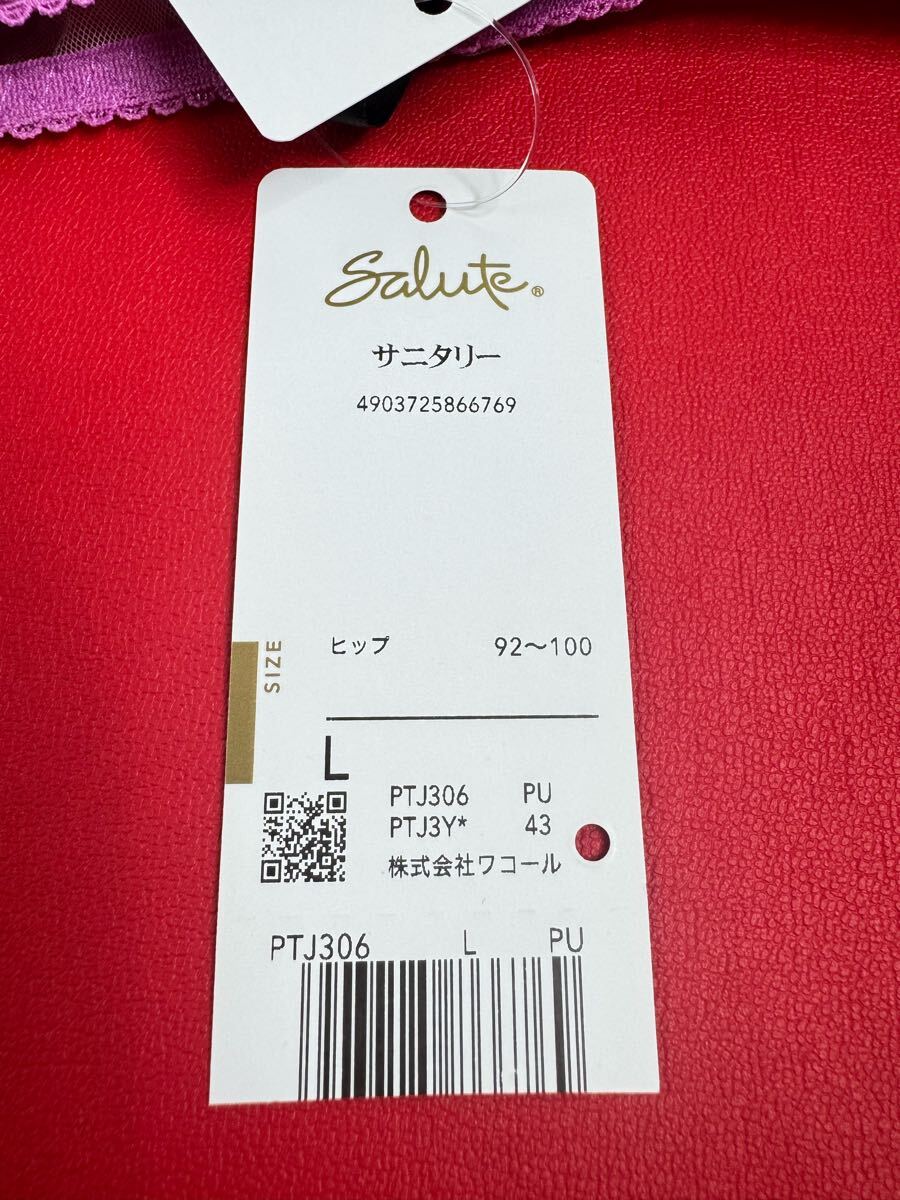 Salute®
サニタリー
4903725866769
SIZE
ヒップ 92～100
L
PTJ306 PU
PTJ3Y* 43
株式会社ワコール
PTJ306 L PU